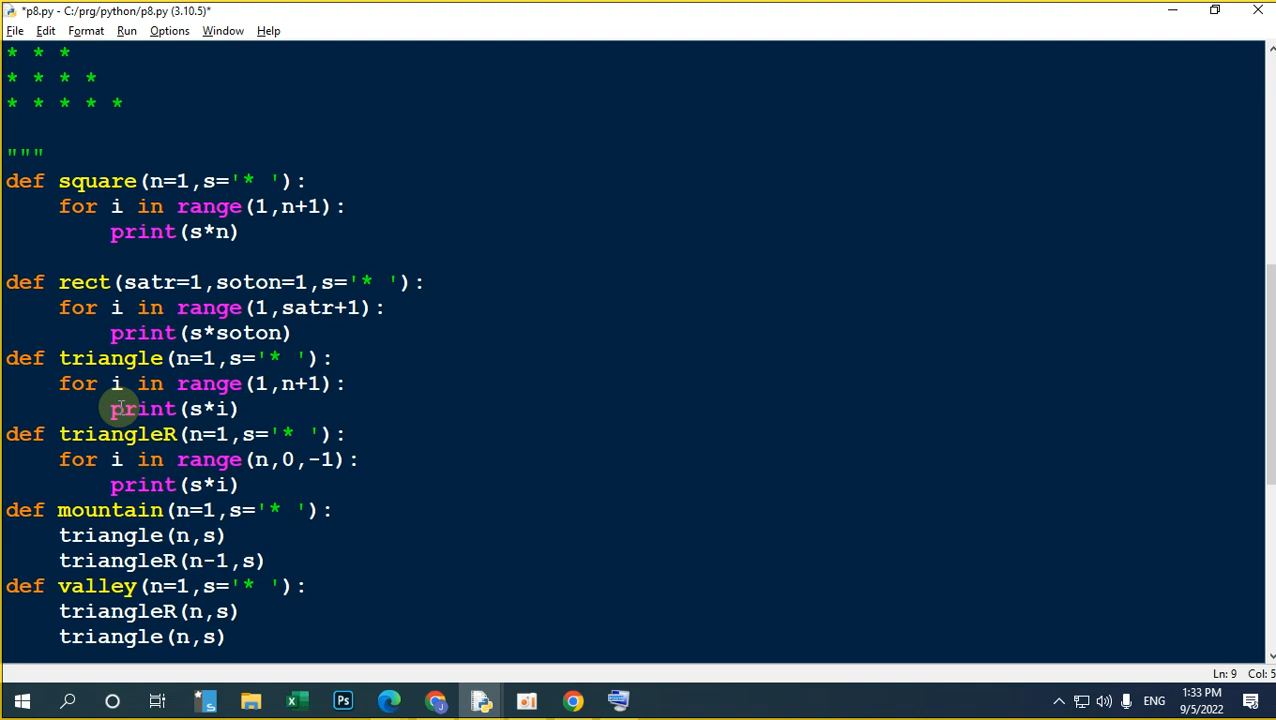 *p8.py - C:/prg/python/p8.py (3.10.5)*
File Edit Format Run Options Window Help
* * *
* * * *
* * * * *
"""
def square(n=1,s='* '):
    for i in range(1,n+1):
        print(s*n)
def rect(satr=1,soton=1,s='* '):
    for i in range(1,satr+1):
        print(s*soton)
def triangle(n=1,s='* '):
    for i in range(1,n+1):
        print(s*i)
def triangleR(n=1,s='* '):
    for i in range(n,0,-1):
        print(s*i)
def mountain(n=1,s='* '):
    triangle(n,s)
    triangleR(n-1,s)
def valley(n=1,s='* '):
    triangleR(n,s)
    triangle(n,s)
Ln: 9 Col: 5
ENG
1:33 PM
9/5/2022